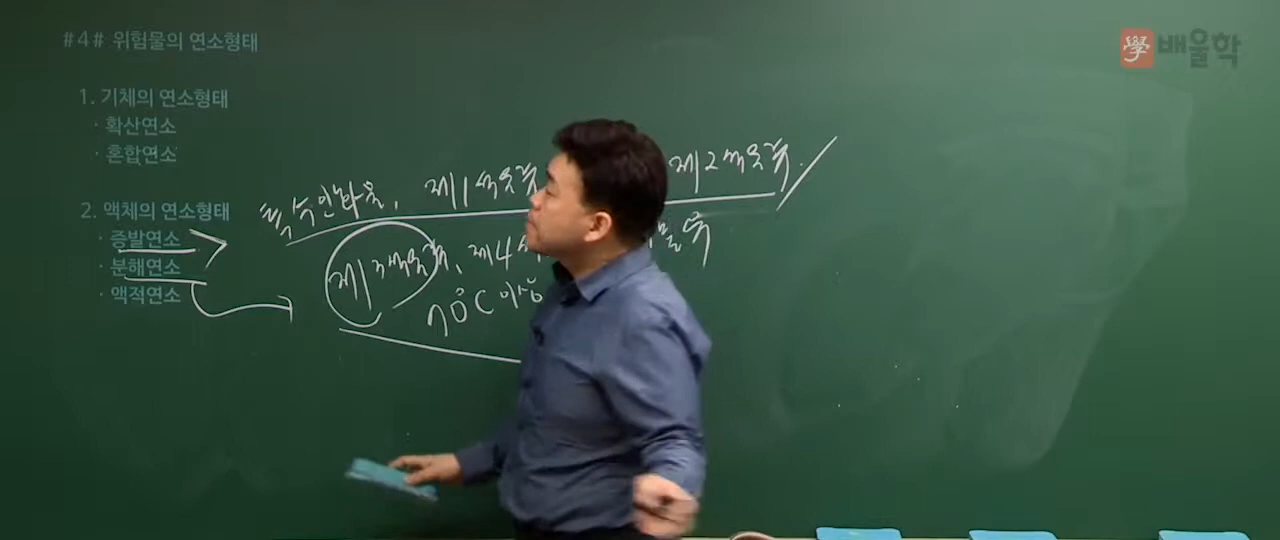 #4# 위험물의 연소형태
學 배울학
1. 기체의 연소형태
· 확산연소
· 혼합연소
2. 액체의 연소형태
· 증발연소
· 분해연소
· 액적연소
특수인화물, 제1석유류 제2석유류.
제3석유류, 제4석 물류
70℃ 이상